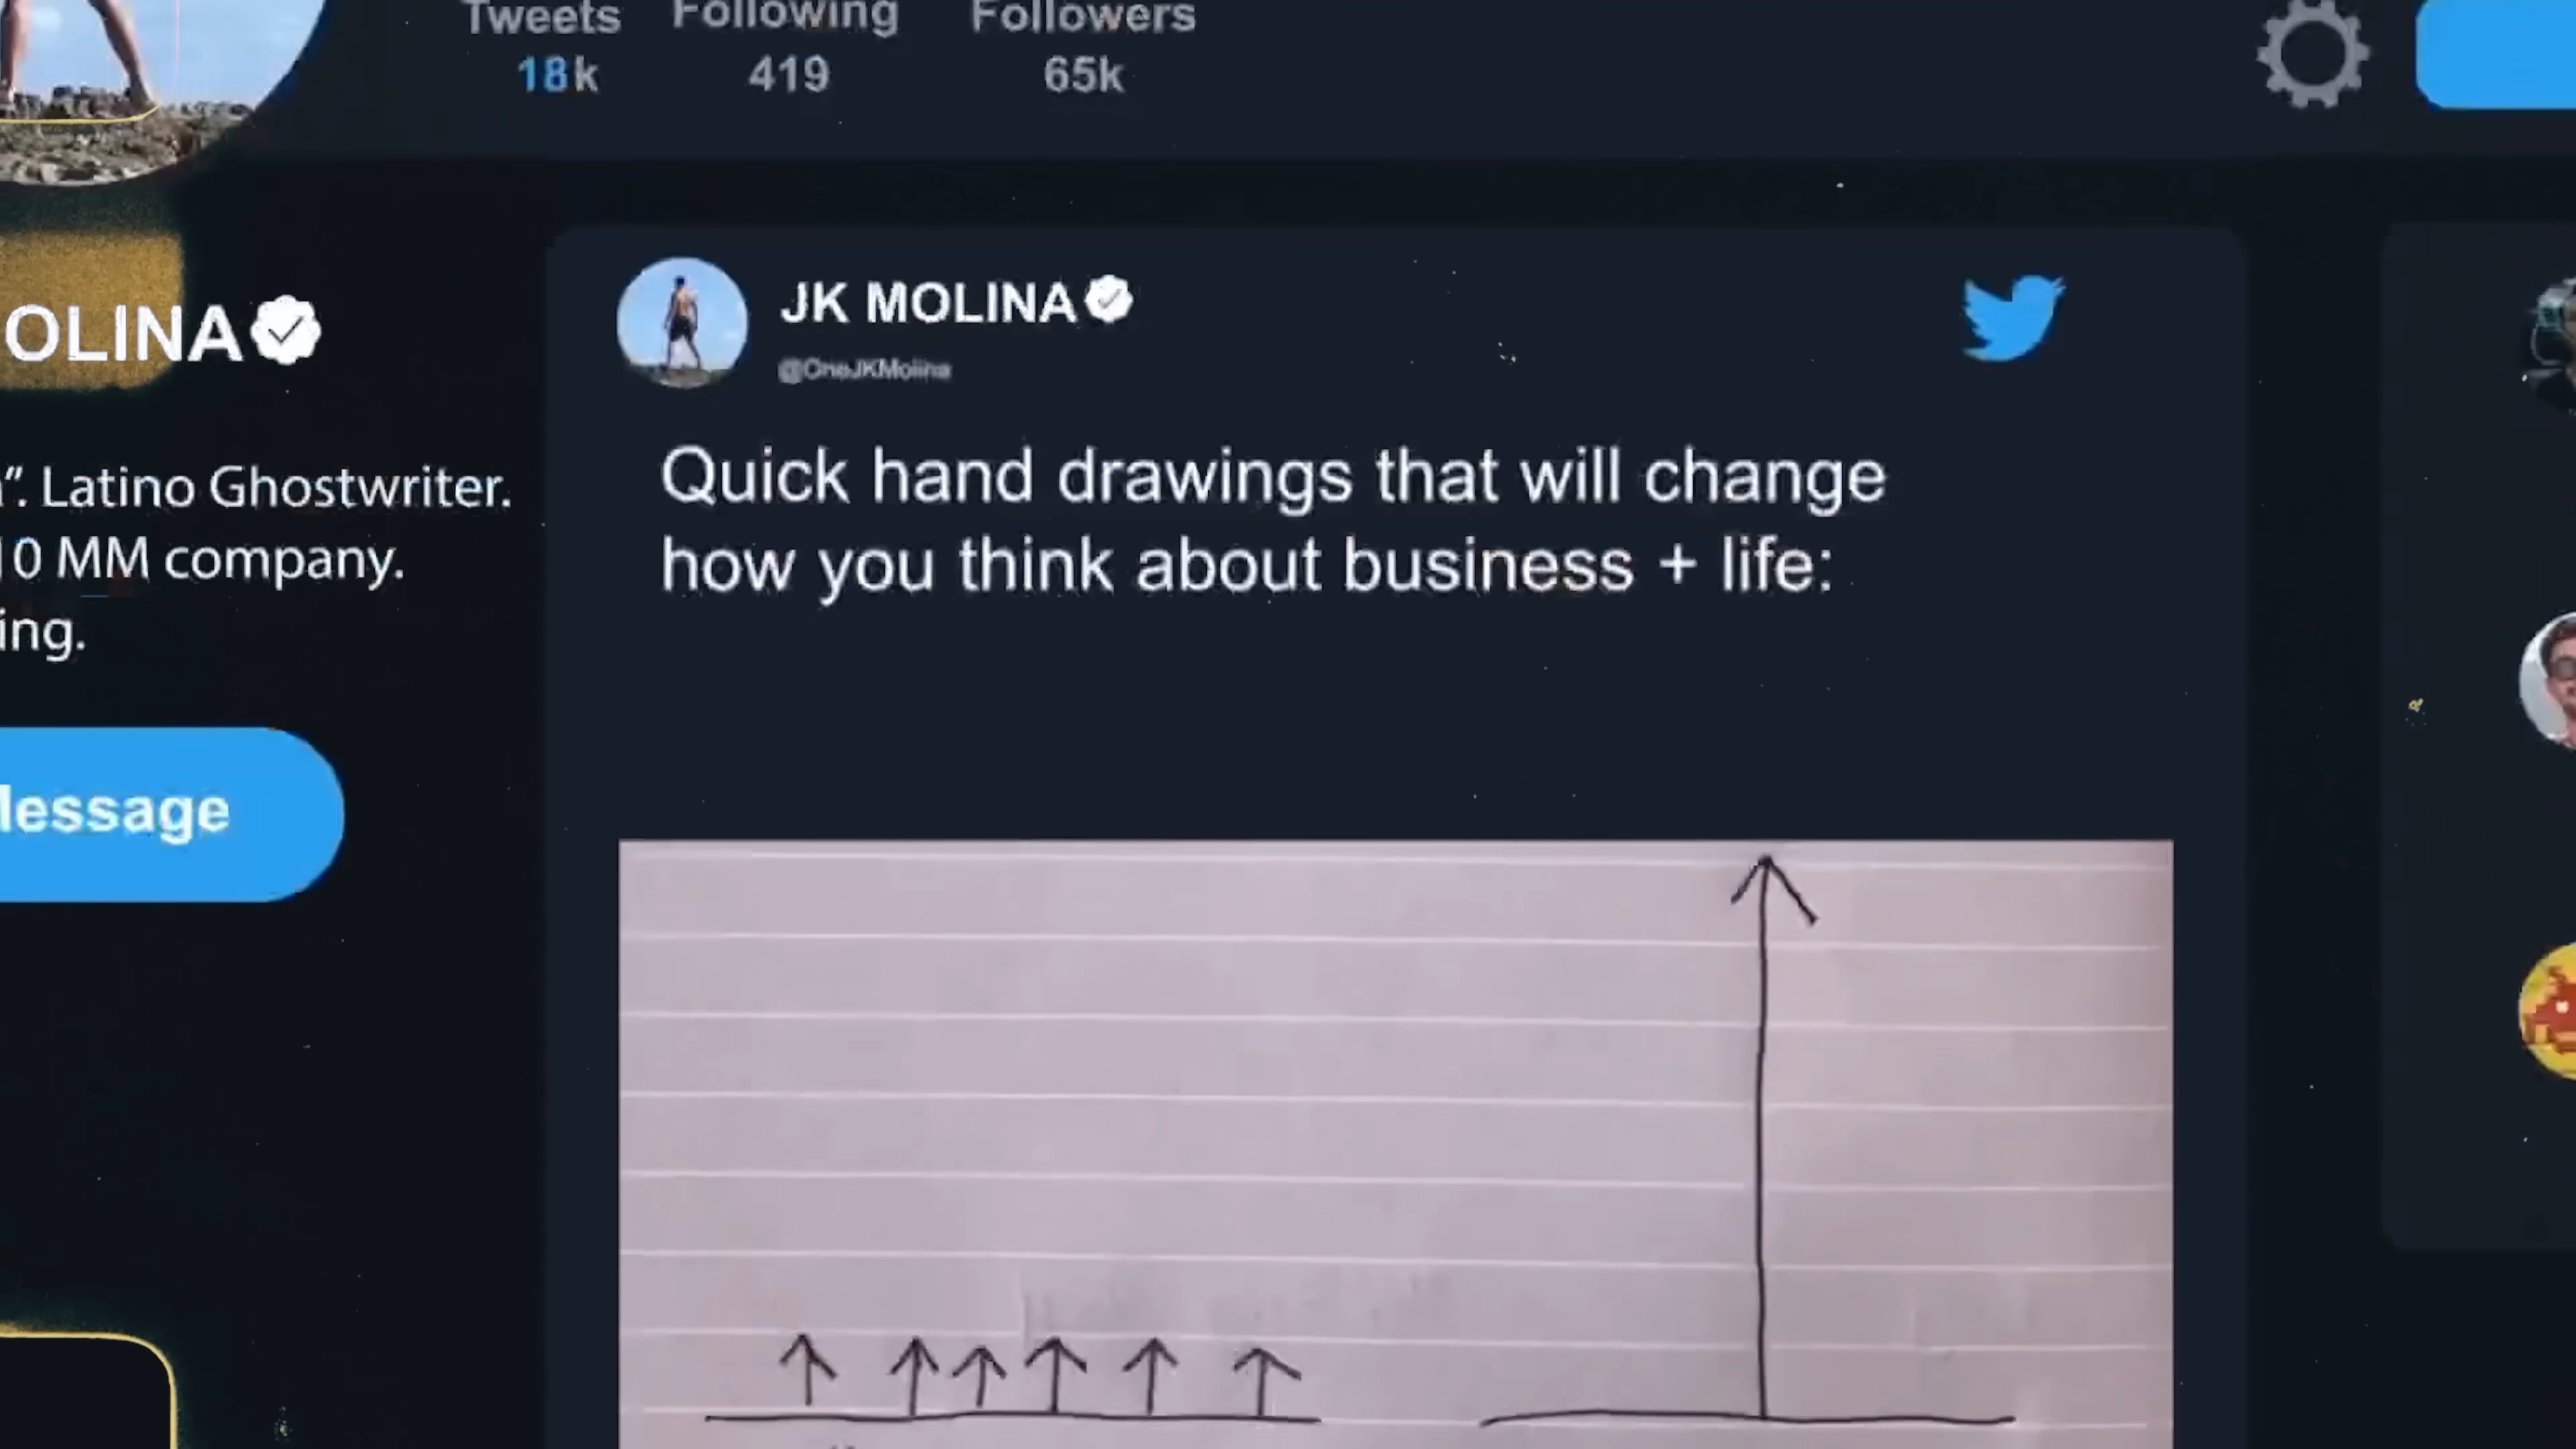 Tweets Following Followers
18k 419 65k
OLINA
". Latino Ghostwriter.
0 MM company.
ing.
Message
JK MOLINA
@OneJKMolina
Quick hand drawings that will change
how you think about business + life: